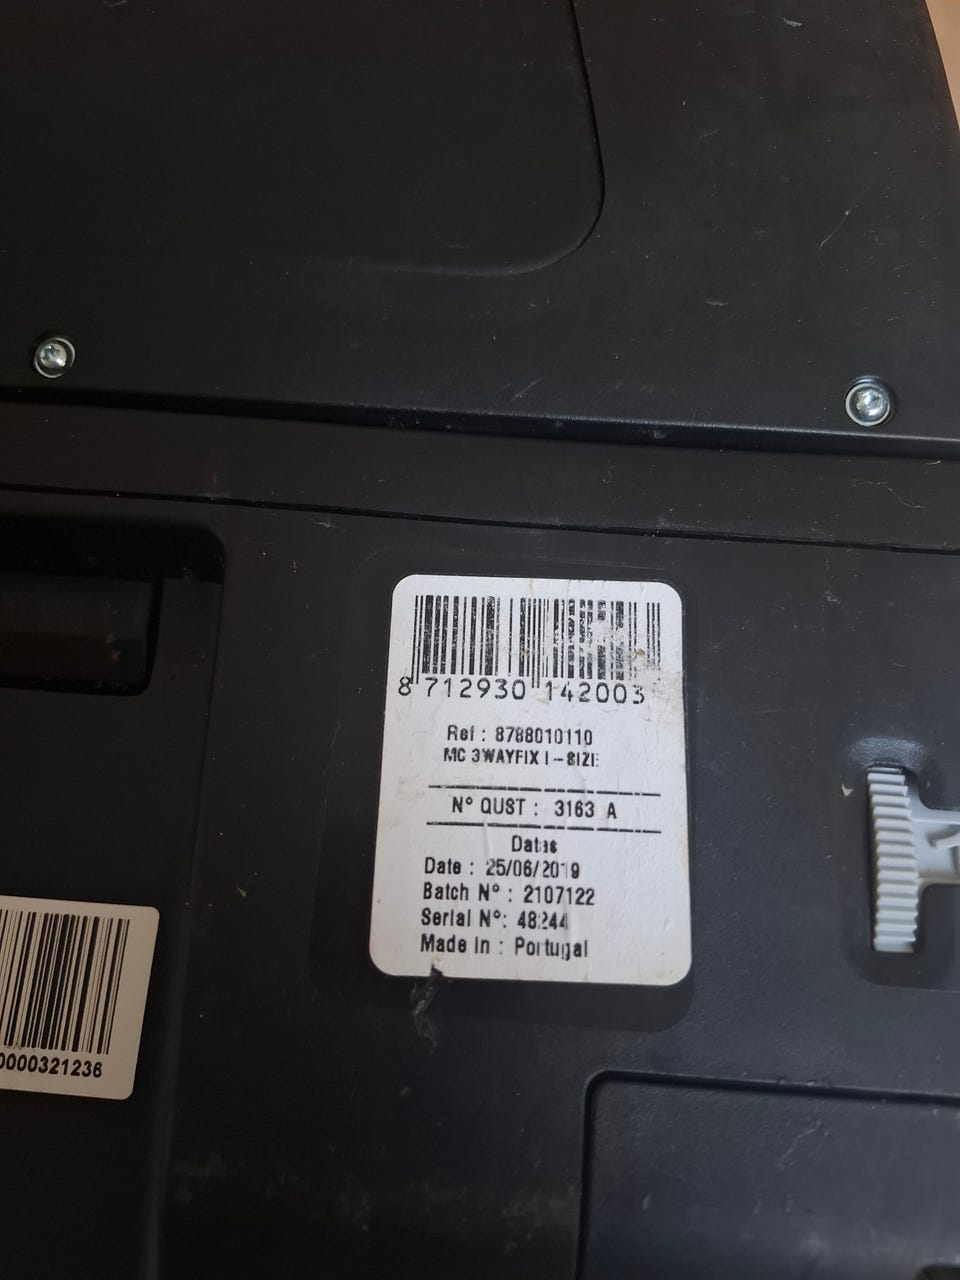 8 712930 142003
Ref : 8788010110
MC 3WAYFIX I-SIZE
N° QUST : 3163 A
Datas
Date : 25/06/2019
Batch N° : 2107122
Serial N°: 48244
Made in : Portugal
0000321236